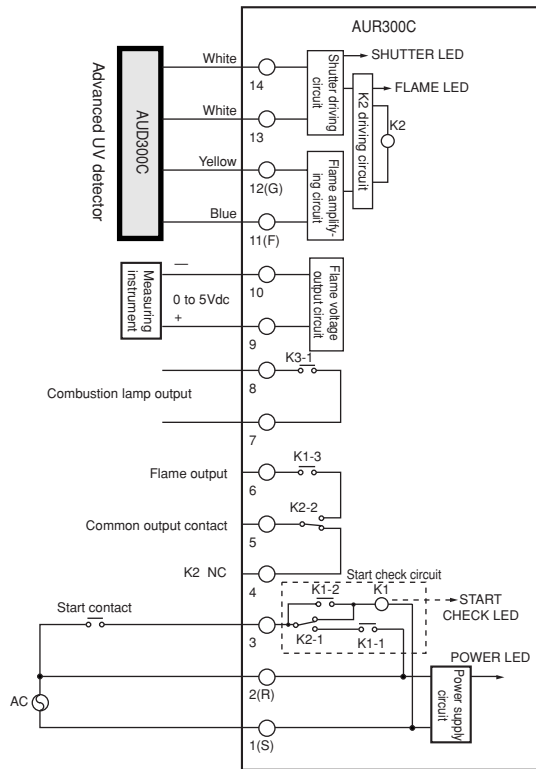 AUR300C
White
14
Shutter driving circuit
SHUTTER LED
FLAME LED
K2 driving circuit
K2
White
13
Advanced UV detector
AUD300C
Yellow
12(G)
Flame amplify-
ing circuit
Blue
11(F)
Measuring
instrument
—
10
0 to 5Vdc
+
9
Flame voltage
output circuit
K3-1
8
Combustion lamp output
7
K1-3
Flame output
6
K2-2
Common output contact
5
K2 NC
4
Start check circuit
K1-2
K1
START
CHECK LED
Start contact
3
K2-1
K1-1
POWER LED
2(R)
AC
Power supply
circuit
1(S)